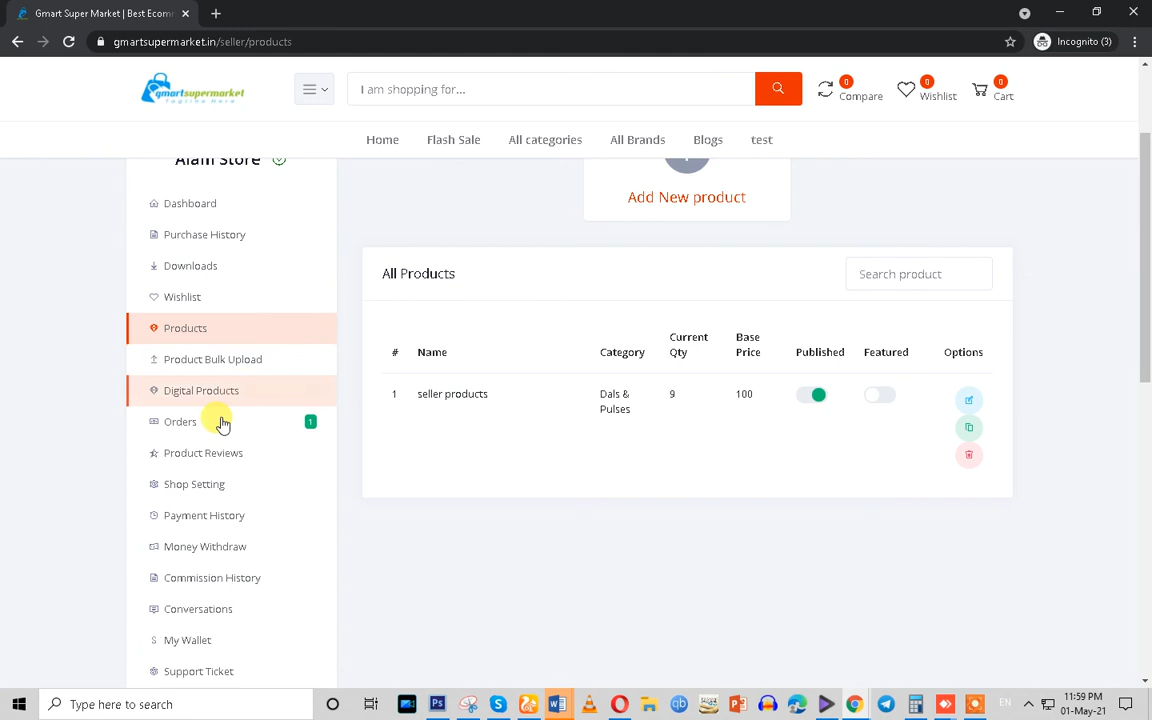 Gmart Super Market | Best Ecomm
gmartsupermarket.in/seller/products
Incognito (3)
gmartsupermarket
Tagline Here
I am shopping for...
0
Compare
0
Wishlist
0
Cart
Home
Flash Sale
All categories
All Brands
Blogs
test
Alam Store
Dashboard
Purchase History
Downloads
Wishlist
Products
Product Bulk Upload
Digital Products
Orders
1
Product Reviews
Shop Setting
Payment History
Money Withdraw
Commission History
Conversations
My Wallet
Support Ticket
Add New product
All Products
Search product
# Name Category Current Qty Base Price Published Featured Options
1 seller products Dals & Pulses 9 100
Type here to search
EN
11:59 PM
01-May-21